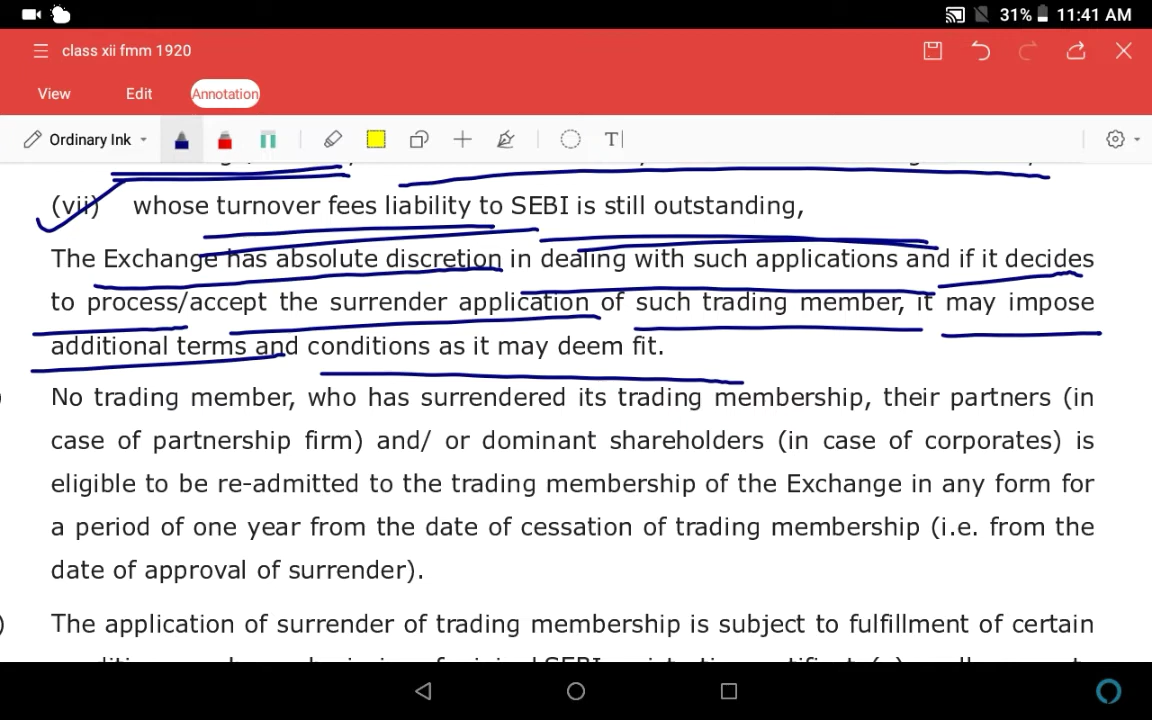 31% 11:41 AM
class xii fmm 1920
View Edit Annotation
Ordinary Ink T
(vii) whose turnover fees liability to SEBI is still outstanding,
The Exchange has absolute discretion in dealing with such applications and if it decides
to process/accept the surrender application of such trading member, it may impose
additional terms and conditions as it may deem fit.
No trading member, who has surrendered its trading membership, their partners (in
case of partnership firm) and/ or dominant shareholders (in case of corporates) is
eligible to be re-admitted to the trading membership of the Exchange in any form for
a period of one year from the date of cessation of trading membership (i.e. from the
date of approval of surrender).
) The application of surrender of trading membership is subject to fulfillment of certain